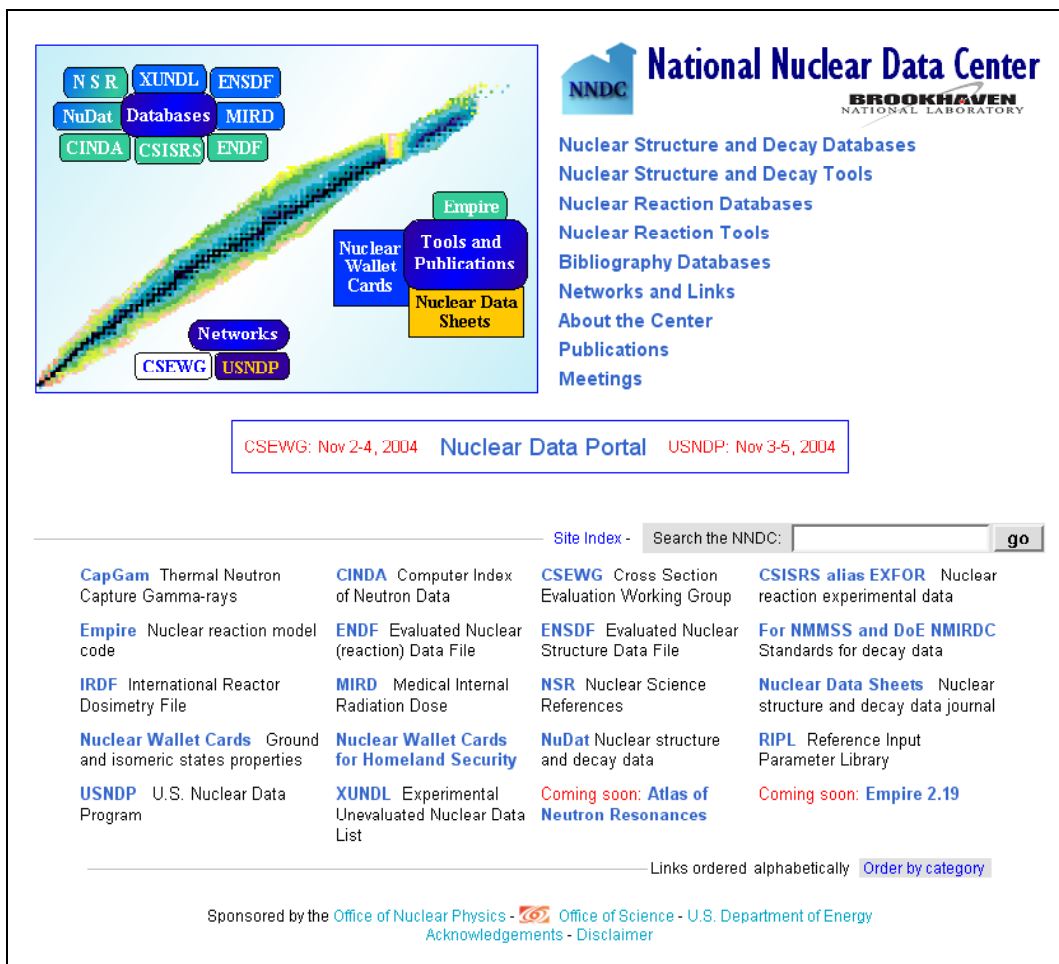 N S R
XUNDL
ENSDF
NuDat
Databases
MIRD
CINDA
CSISRS
ENDF
Empire
Nuclear
Wallet
Cards
Tools and
Publications
Nuclear Data
Sheets
Networks
CSEWG
USNDP
NNDC
National Nuclear Data Center
BROOKHAVEN
NATIONAL LABORATORY
Nuclear Structure and Decay Databases
Nuclear Structure and Decay Tools
Nuclear Reaction Databases
Nuclear Reaction Tools
Bibliography Databases
Networks and Links
About the Center
Publications
Meetings
CSEWG: Nov 2-4, 2004 Nuclear Data Portal USNDP: Nov 3-5, 2004
Site Index - Search the NNDC: go
CapGam Thermal Neutron
Capture Gamma-rays
CINDA Computer Index
of Neutron Data
CSEWG Cross Section
Evaluation Working Group
CSISRS alias EXFOR Nuclear
reaction experimental data
Empire Nuclear reaction model
code
ENDF Evaluated Nuclear
(reaction) Data File
ENSDF Evaluated Nuclear
Structure Data File
For NMMSS and DoE NMIRDC
Standards for decay data
IRDF International Reactor
Dosimetry File
MIRD Medical Internal
Radiation Dose
NSR Nuclear Science
References
Nuclear Data Sheets Nuclear
structure and decay data journal
Nuclear Wallet Cards Ground
and isomeric states properties
Nuclear Wallet Cards
for Homeland Security
NuDat Nuclear structure
and decay data
RIPL Reference Input
Parameter Library
USNDP U.S. Nuclear Data
Program
XUNDL Experimental
Unevaluated Nuclear Data
List
Coming soon: Atlas of
Neutron Resonances
Coming soon: Empire 2.19
Links ordered alphabetically Order by category
Sponsored by the Office of Nuclear Physics - Office of Science - U.S. Department of Energy
Acknowledgements - Disclaimer